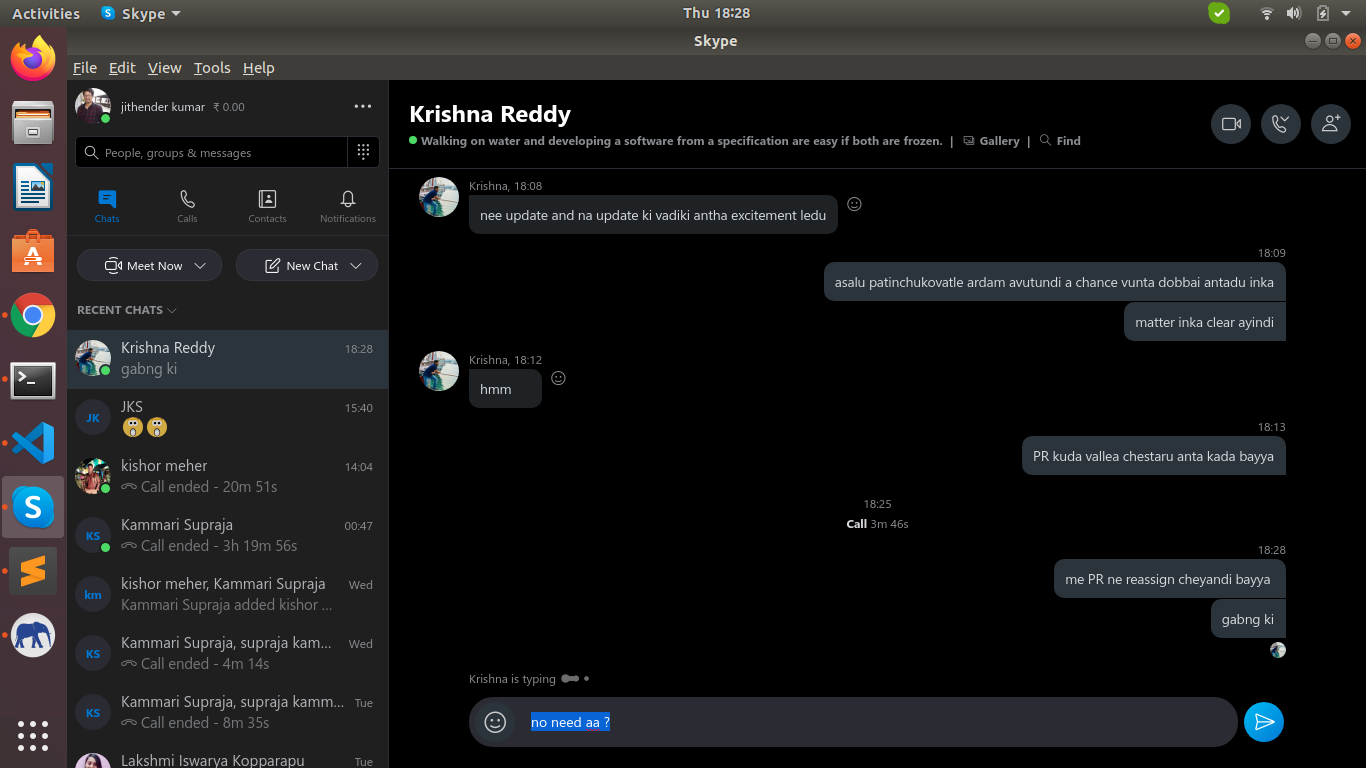 Activities Skype Thu 18:28
Skype
File Edit View Tools Help
jithender kumar ₹ 0.00
People, groups & messages
Chats Calls Contacts Notifications
Meet Now New Chat
RECENT CHATS
Krishna Reddy 18:28
gabng ki
JK JKS 15:40
kishor meher 14:04
Call ended - 20m 51s
KS Kammari Supraja 00:47
Call ended - 3h 19m 56s
km kishor meher, Kammari Supraja Wed
Kammari Supraja added kishor ...
KS Kammari Supraja, supraja kam... Wed
Call ended - 4m 14s
KS Kammari Supraja, supraja kamm... Tue
Call ended - 8m 35s
Lakshmi Iswarya Kopparapu Tue
Krishna Reddy
Walking on water and developing a software from a specification are easy if both are frozen. | Gallery | Find
Krishna, 18:08
nee update and na update ki vadiki antha excitement ledu
18:09
asalu patinchukovatle ardam avutundi a chance vunta dobbai antadu inka
matter inka clear ayindi
Krishna, 18:12
hmm
18:13
PR kuda vallea chestaru anta kada bayya
18:25
Call 3m 46s
18:28
me PR ne reassign cheyandi bayya
gabng ki
Krishna is typing
no need aa ?